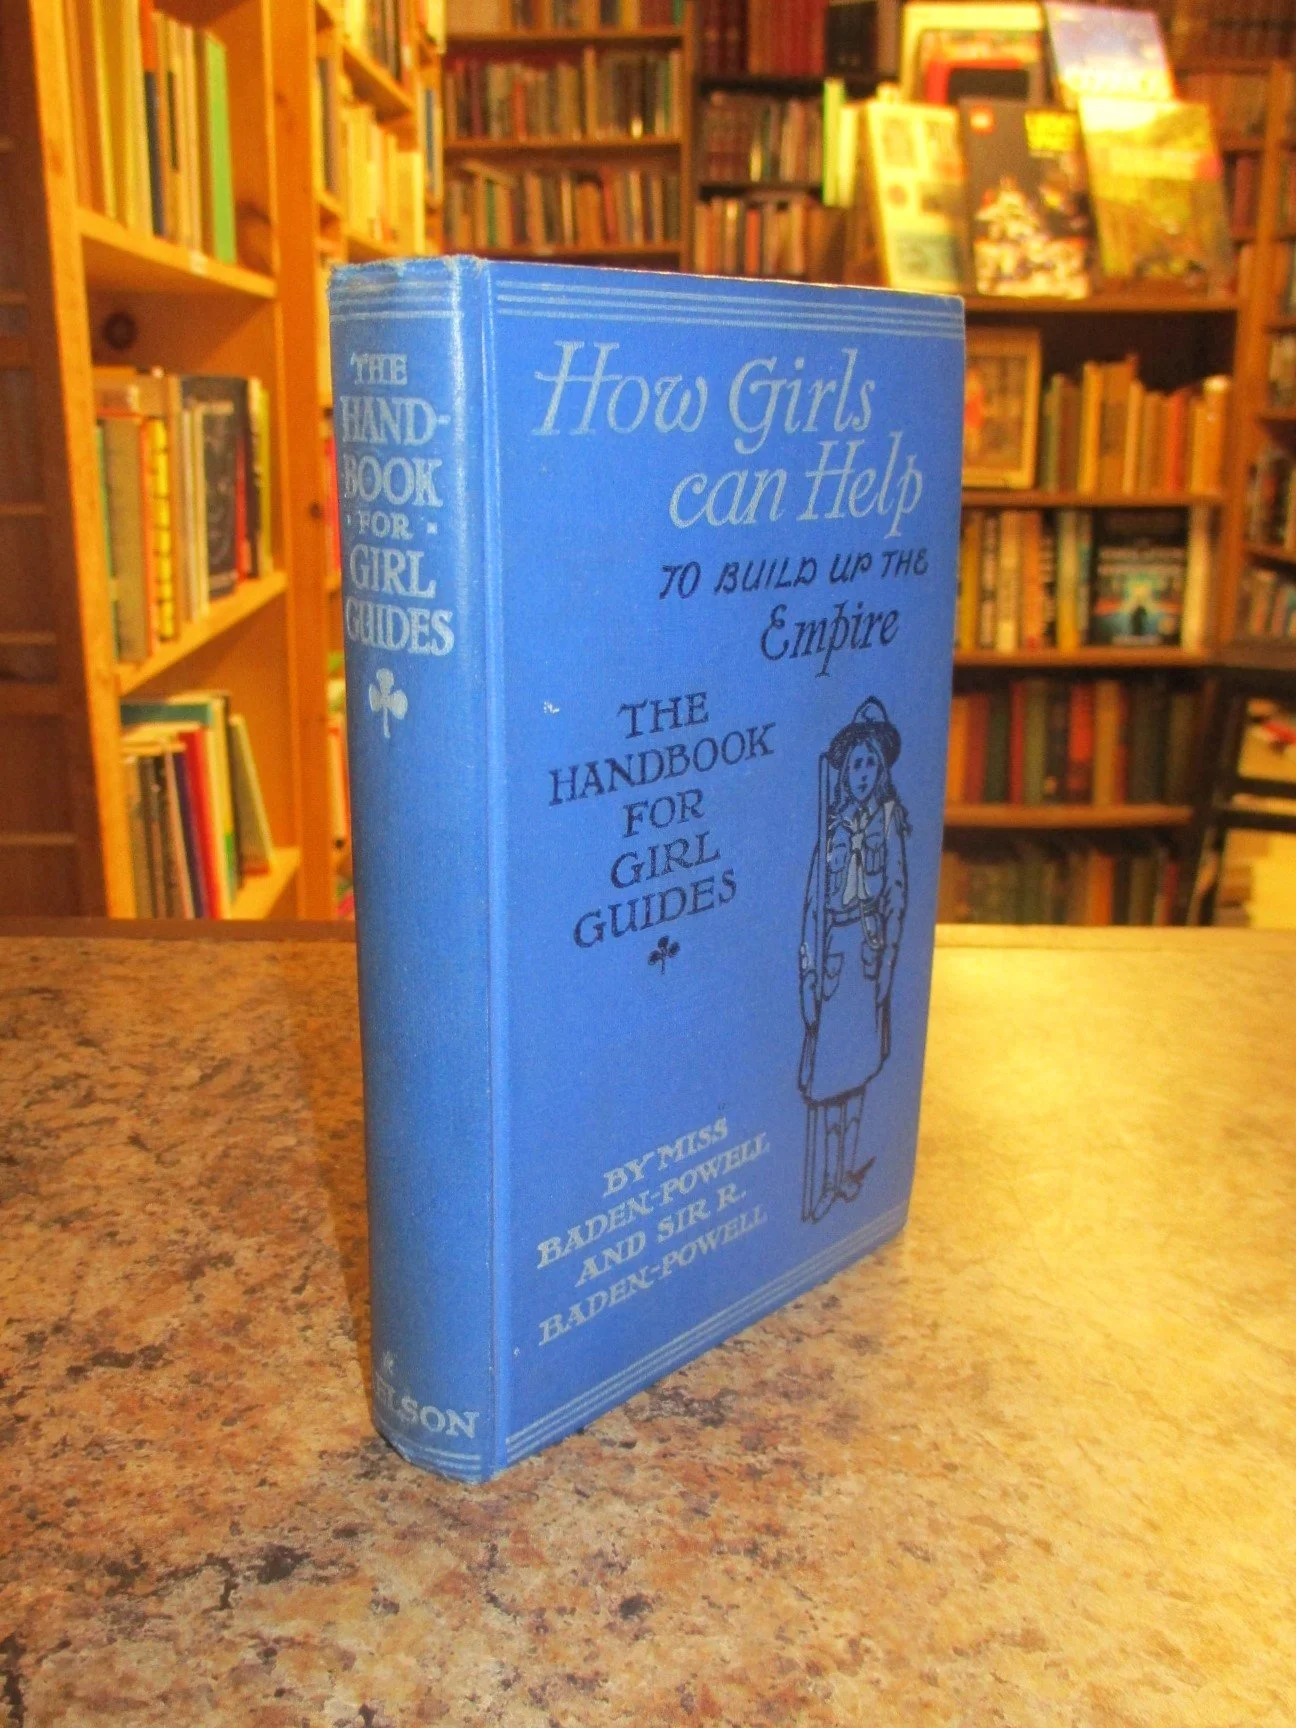 THE
HAND-
BOOK
· FOR ·
GIRL
GUIDES
How Girls
can Help
TO BUILD UP THE
Empire
THE
HANDBOOK
FOR
GIRL
GUIDES
BY MISS
BADEN-POWELL
AND SIR R.
BADEN-POWELL